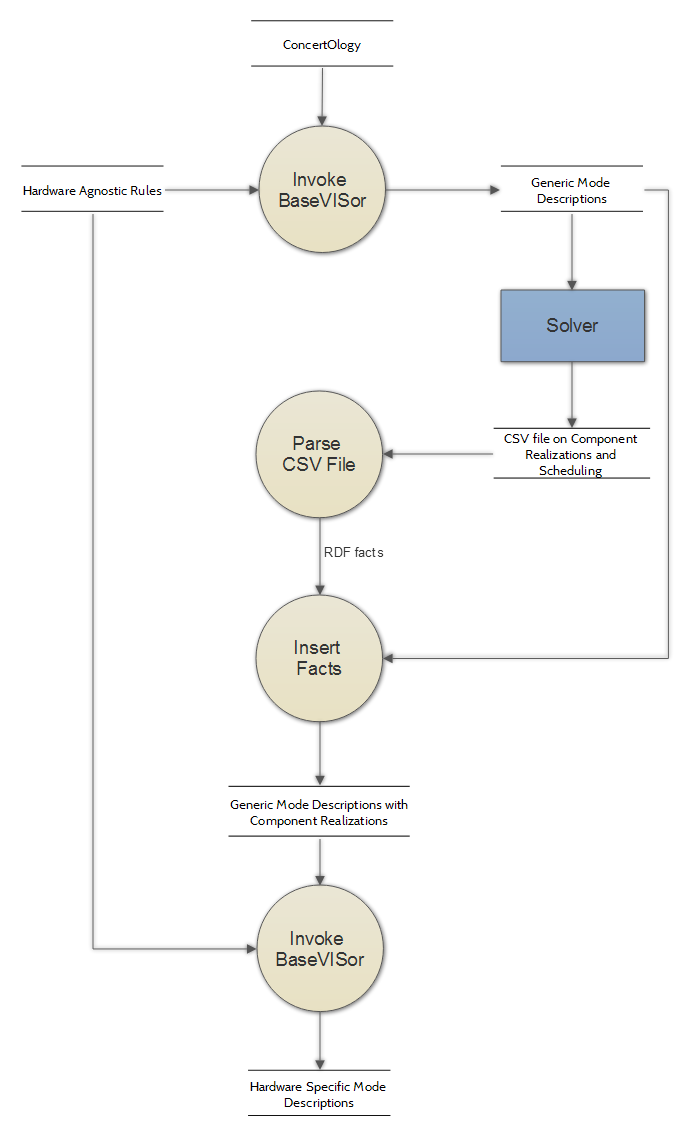 ConcertOlogy
Invoke
BaseVISor
Hardware Agnostic Rules
Generic Mode
Descriptions
Solver
CSV file on Component
Realizations and
Scheduling
Parse
CSV File
RDF facts
Insert
Facts
Generic Mode Descriptions with
Component Realizations
Invoke
BaseVISor
Hardware Specific Mode
Descriptions